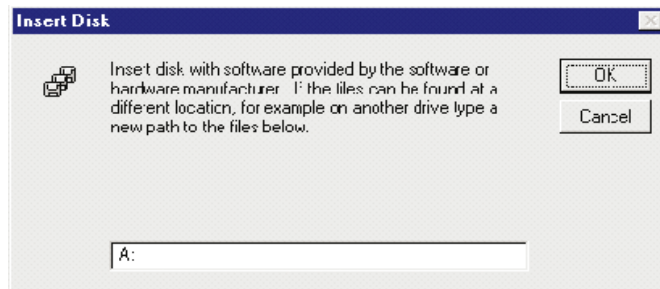 Insert Disk
Insert disk with software provided by the software or
hardware manufacturer. If the files can be found at a
different location, for example on another drive type a
new path to the files below.
OK
Cancel
A: